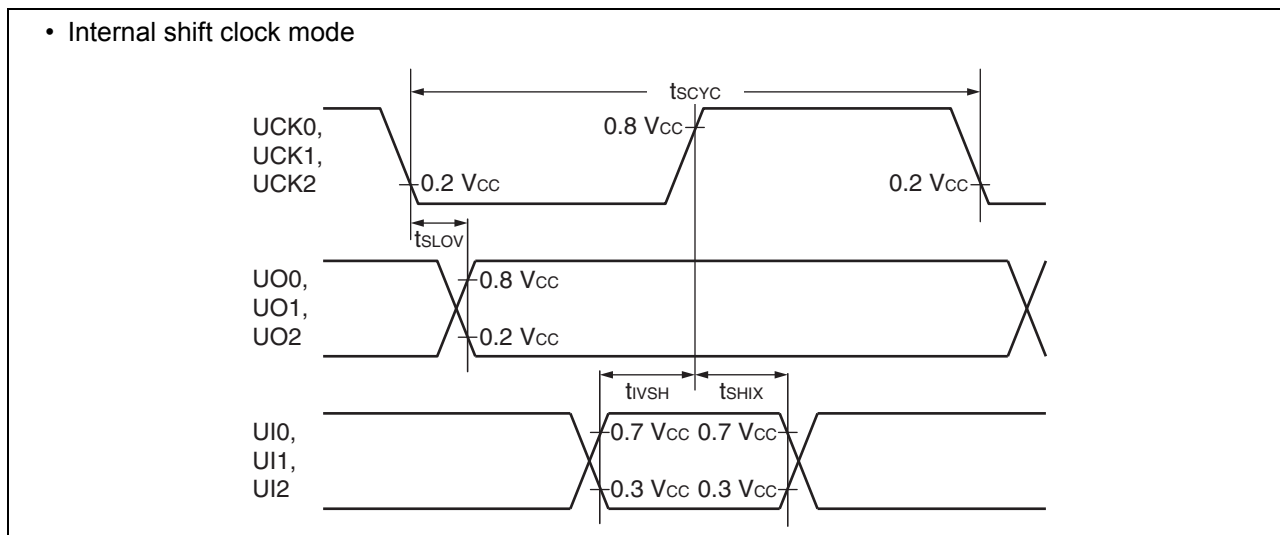 • Internal shift clock mode
tSCYC
UCK0,
UCK1,
UCK2
0.8 VCC
0.2 VCC
0.2 VCC
tSLOV
UO0,
UO1,
UO2
0.8 VCC
0.2 VCC
tIVSH
tSHIX
UI0,
UI1,
UI2
0.7 VCC 0.7 VCC
0.3 VCC 0.3 VCC